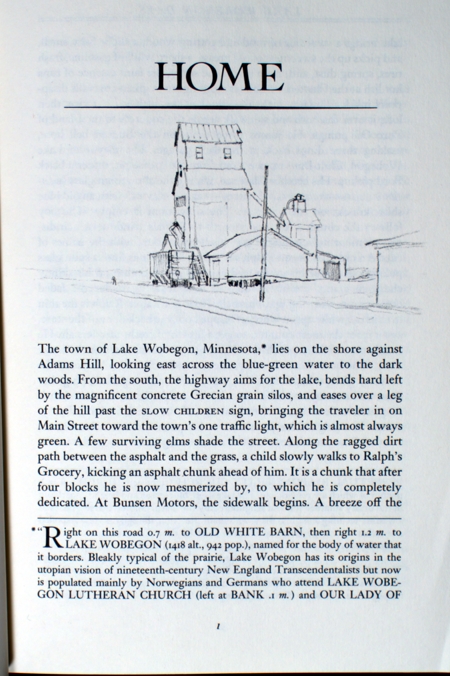 HOME
The town of Lake Wobegon, Minnesota,* lies on the shore against
Adams Hill, looking east across the blue-green water to the dark
woods. From the south, the highway aims for the lake, bends hard left
by the magnificent concrete Grecian grain silos, and eases over a leg
of the hill past the SLOW CHILDREN sign, bringing the traveler in on
Main Street toward the town's one traffic light, which is almost always
green. A few surviving elms shade the street. Along the ragged dirt
path between the asphalt and the grass, a child slowly walks to Ralph's
Grocery, kicking an asphalt chunk ahead of him. It is a chunk that after
four blocks he is now mesmerized by, to which he is completely
dedicated. At Bunsen Motors, the sidewalk begins. A breeze off the
*"Right on this road 0.7 m. to OLD WHITE BARN, then right 1.2 m. to
LAKE WOBEGON (1418 alt., 942 pop.), named for the body of water that
it borders. Bleakly typical of the prairie, Lake Wobegon has its origins in the
utopian vision of nineteenth-century New England Transcendentalists but now
is populated mainly by Norwegians and Germans who attend LAKE WOBE-
GON LUTHERAN CHURCH (left at BANK .1 m.) and OUR LADY OF
1